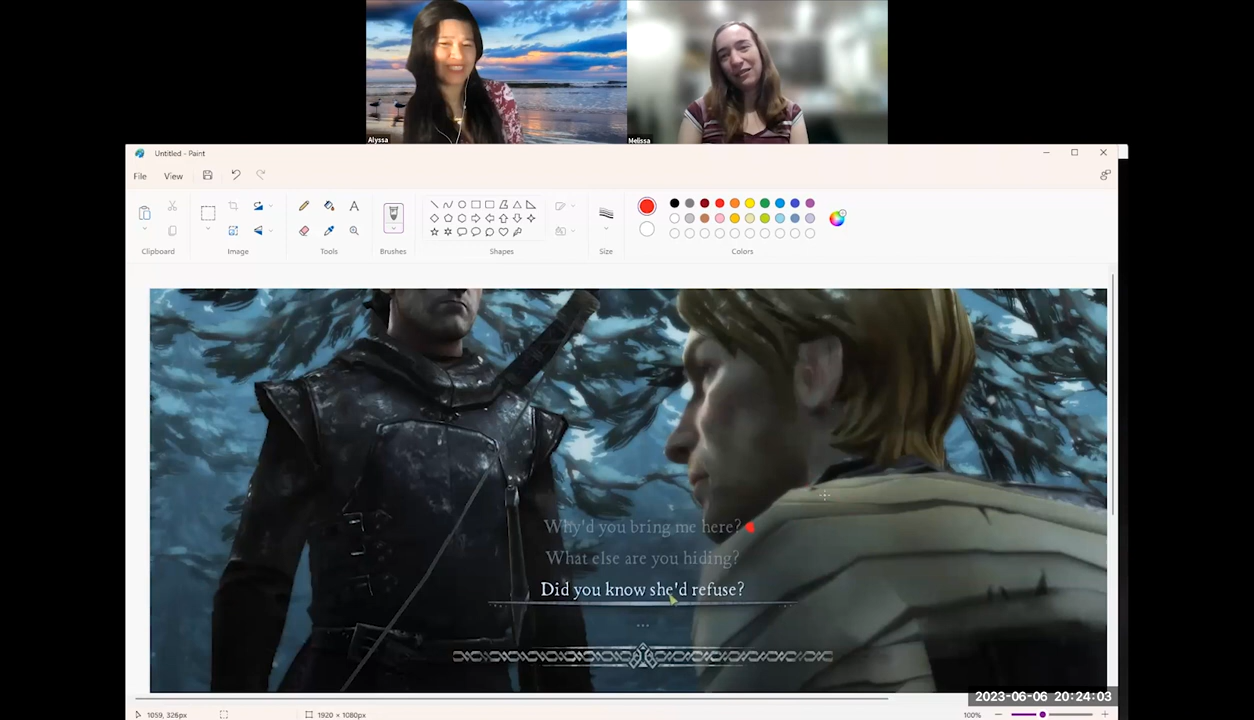 Alyssa
Melissa
Untitled - Paint
File View
Clipboard
Image
Tools
Brushes
Shapes
Size
Colors
Why'd you bring me here?
What else are you hiding?
Did you know she'd refuse?
...
2023-06-06 20:24:03
1059, 326px
1920 × 1080px
100%